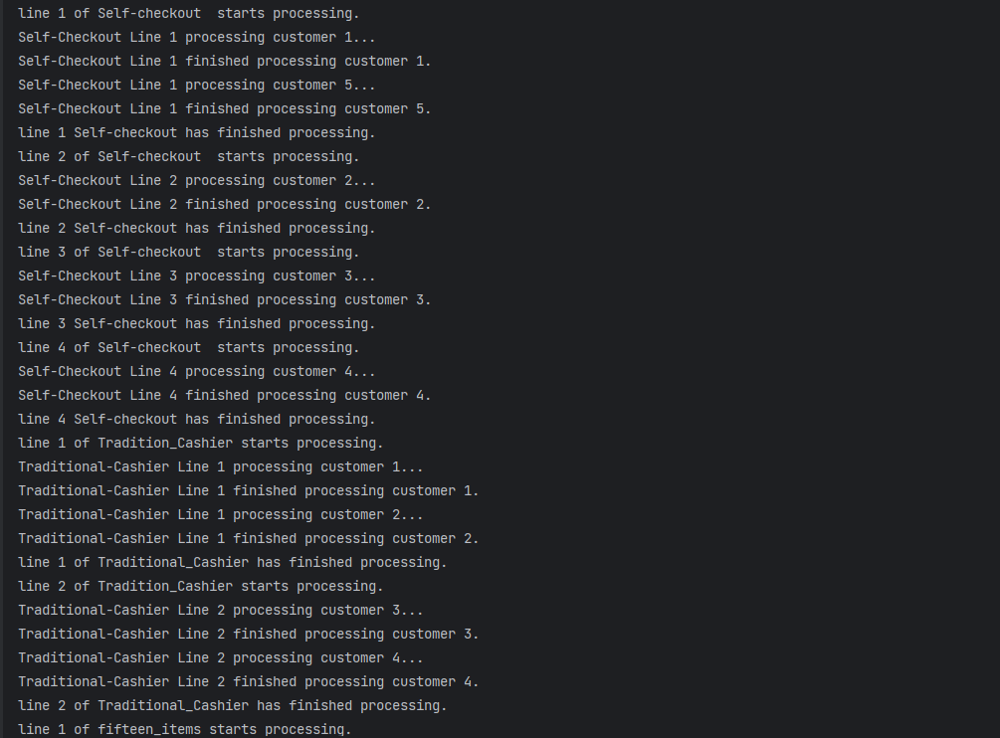 line 1 of Self-checkout  starts processing.
Self-Checkout Line 1 processing customer 1...
Self-Checkout Line 1 finished processing customer 1.
Self-Checkout Line 1 processing customer 5...
Self-Checkout Line 1 finished processing customer 5.
line 1 Self-checkout has finished processing.
line 2 of Self-checkout  starts processing.
Self-Checkout Line 2 processing customer 2...
Self-Checkout Line 2 finished processing customer 2.
line 2 Self-checkout has finished processing.
line 3 of Self-checkout  starts processing.
Self-Checkout Line 3 processing customer 3...
Self-Checkout Line 3 finished processing customer 3.
line 3 Self-checkout has finished processing.
line 4 of Self-checkout  starts processing.
Self-Checkout Line 4 processing customer 4...
Self-Checkout Line 4 finished processing customer 4.
line 4 Self-checkout has finished processing.
line 1 of Tradition_Cashier starts processing.
Traditional-Cashier Line 1 processing customer 1...
Traditional-Cashier Line 1 finished processing customer 1.
Traditional-Cashier Line 1 processing customer 2...
Traditional-Cashier Line 1 finished processing customer 2.
line 1 of Traditional_Cashier has finished processing.
line 2 of Tradition_Cashier starts processing.
Traditional-Cashier Line 2 processing customer 3...
Traditional-Cashier Line 2 finished processing customer 3.
Traditional-Cashier Line 2 processing customer 4...
Traditional-Cashier Line 2 finished processing customer 4.
line 2 of Traditional_Cashier has finished processing.
line 1 of fifteen_items starts processing.